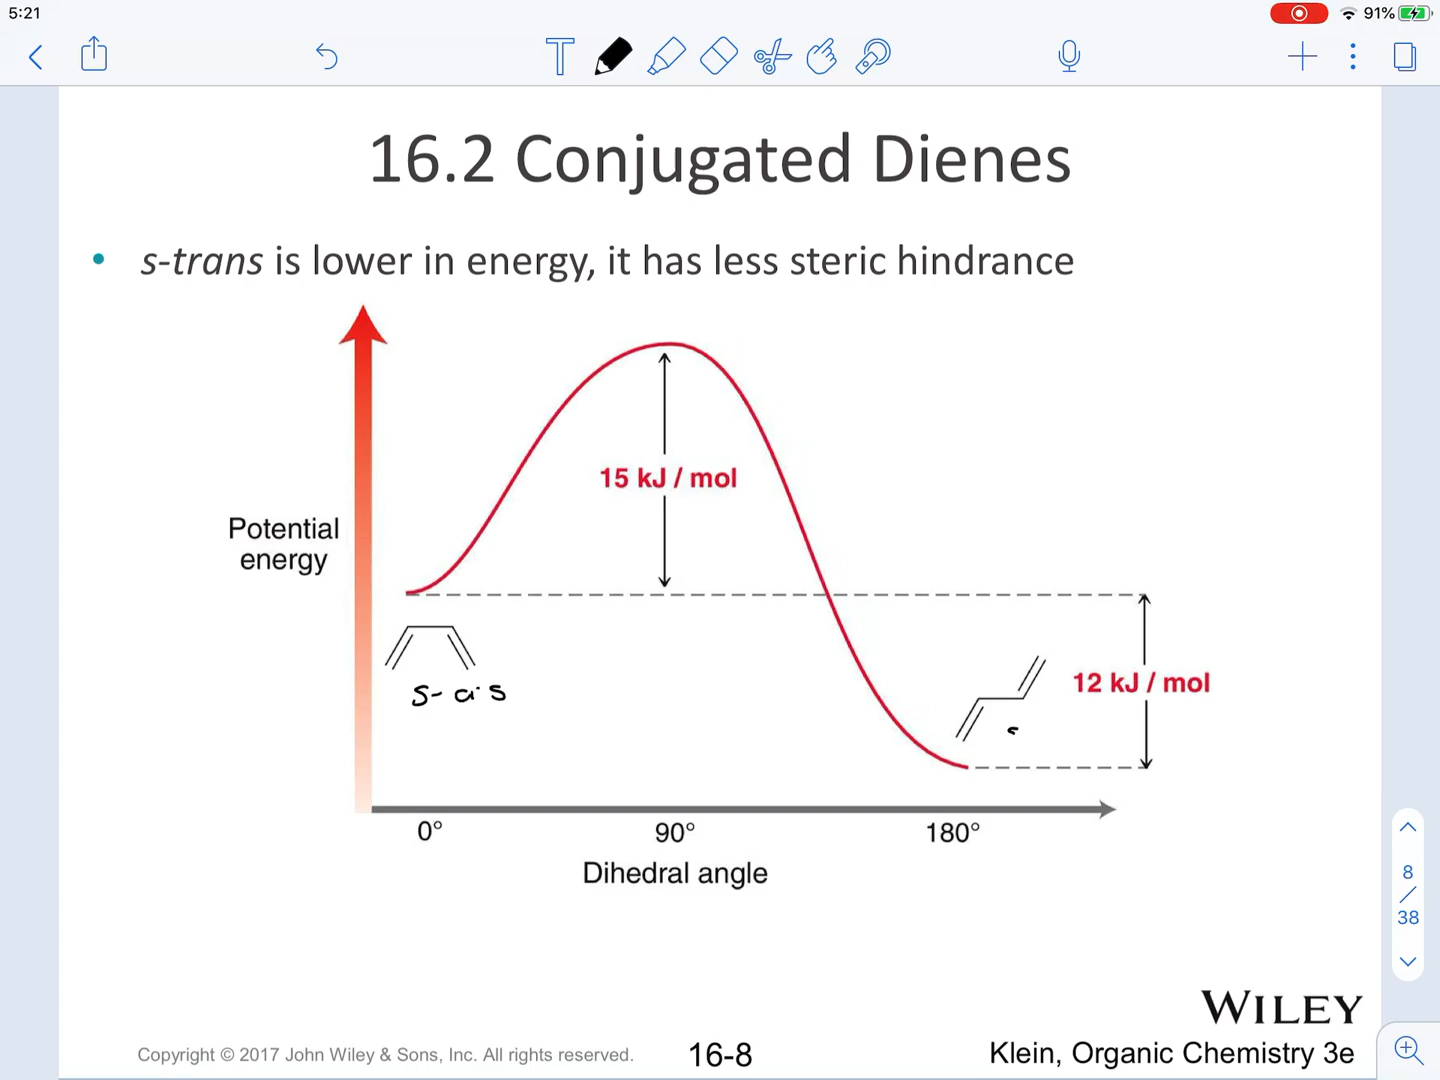 5:21
91%
16.2 Conjugated Dienes
• s-trans is lower in energy, it has less steric hindrance
15 kJ / mol
Potential
energy
s-cis
12 kJ / mol
s
0° 90° 180°
Dihedral angle
8
/
38
WILEY
Copyright © 2017 John Wiley & Sons, Inc. All rights reserved.
16-8
Klein, Organic Chemistry 3e